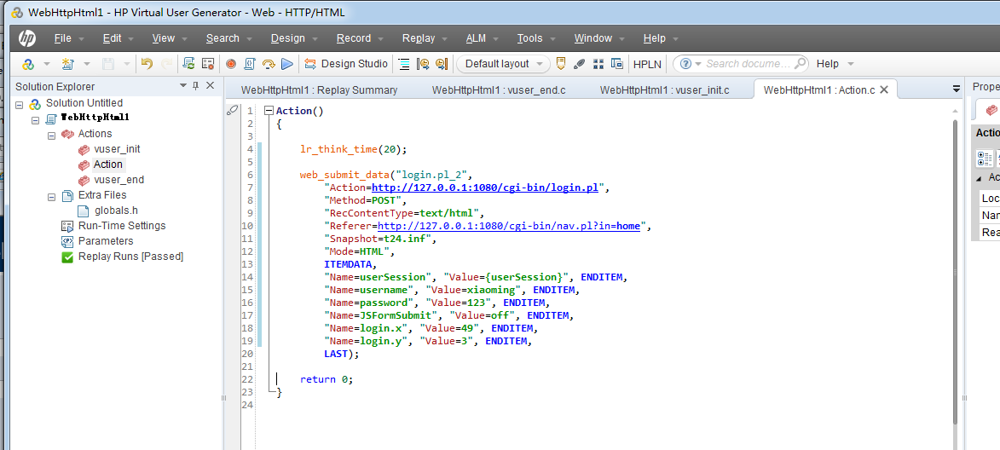 WebHttpHtml1 - HP Virtual User Generator - Web - HTTP/HTML
hp File Edit View Search Design Record Replay ALM Tools Window Help
Design Studio Default layout HPLN Search docume... Help
Solution Explorer
Solution Untitled
WebHttpHtml1
Actions
vuser_init
Action
vuser_end
Extra Files
globals.h
Run-Time Settings
Parameters
Replay Runs [Passed]
WebHttpHtml1 : Replay Summary WebHttpHtml1 : vuser_end.c WebHttpHtml1 : vuser_init.c WebHttpHtml1 : Action.c
1 Action()
2 {
3
4 lr_think_time(20);
5
6 web_submit_data("login.pl_2",
7 "Action=http://127.0.0.1:1080/cgi-bin/login.pl",
8 "Method=POST",
9 "RecContentType=text/html",
10 "Referer=http://127.0.0.1:1080/cgi-bin/nav.pl?in=home",
11 "Snapshot=t24.inf",
12 "Mode=HTML",
13 ITEMDATA,
14 "Name=userSession", "Value={userSession}", ENDITEM,
15 "Name=username", "Value=xiaoming", ENDITEM,
16 "Name=password", "Value=123", ENDITEM,
17 "Name=JSFormSubmit", "Value=off", ENDITEM,
18 "Name=login.x", "Value=49", ENDITEM,
19 "Name=login.y", "Value=3", ENDITEM,
20 LAST);
21
22 return 0;
23 }
24
Prope
Actio
Ac
Loc
Nan
Rea